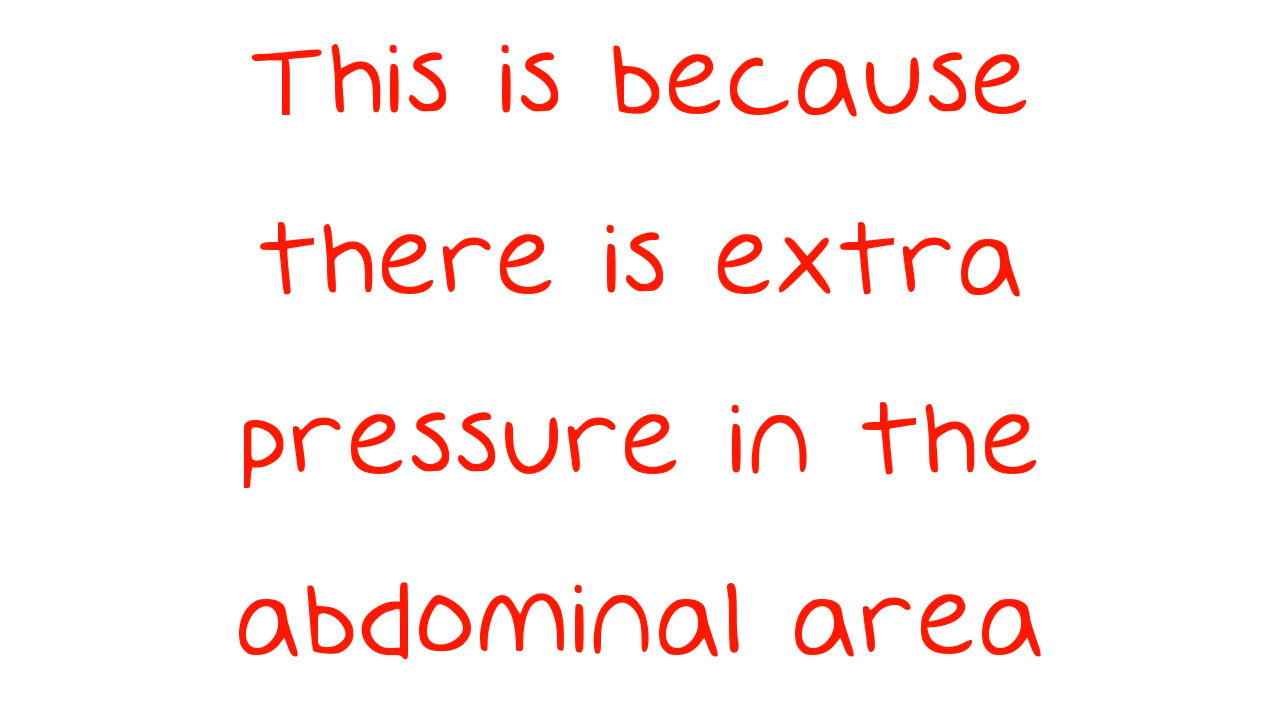 This is because
there is extra
pressure in the
abdominal area